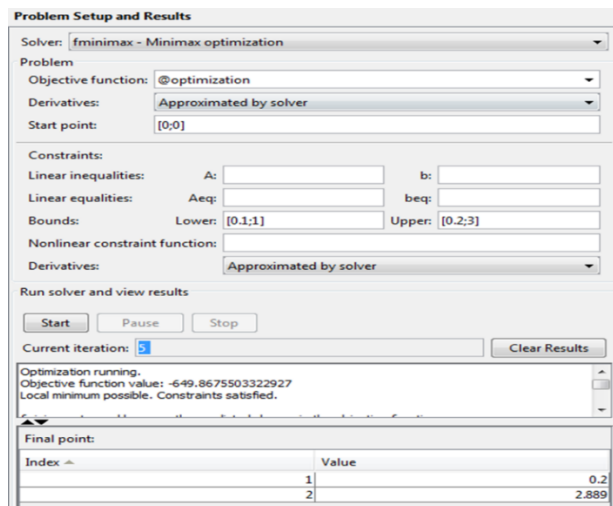 Problem Setup and Results
Solver: fminimax - Minimax optimization
Problem
Objective function: @optimization
Derivatives: Approximated by solver
Start point: [0;0]
Constraints:
Linear inequalities: A: b:
Linear equalities: Aeq: beq:
Bounds: Lower: [0.1;1] Upper: [0.2;3]
Nonlinear constraint function:
Derivatives: Approximated by solver
Run solver and view results
Start Pause Stop
Current iteration: 5 Clear Results
Optimization running.
Objective function value: -649.8675503322927
Local minimum possible. Constraints satisfied.
Final point:
Index Value
1 0.2
2 2.889